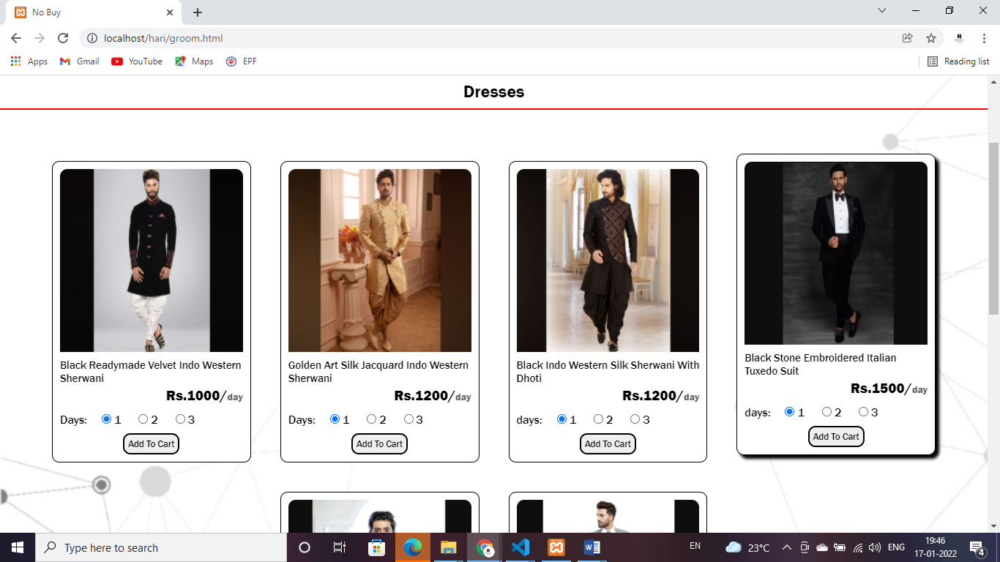 No Buy
localhost/hari/groom.html
Apps
Gmail
YouTube
Maps
EPF
Reading list
Dresses
Black Readymade Velvet Indo Western
Sherwani
Rs.1000/day
Days: 1 2 3
Add To Cart
Golden Art Silk Jacquard Indo Western
Sherwani
Rs.1200/day
Days: 1 2 3
Add To Cart
Black Indo Western Silk Sherwani With
Dhoti
Rs.1200/day
days: 1 2 3
Add To Cart
Black Stone Embroidered Italian
Tuxedo Suit
Rs.1500/day
days: 1 2 3
Add To Cart
Type here to search
EN
23°C
ENG
19:46
17-01-2022
4